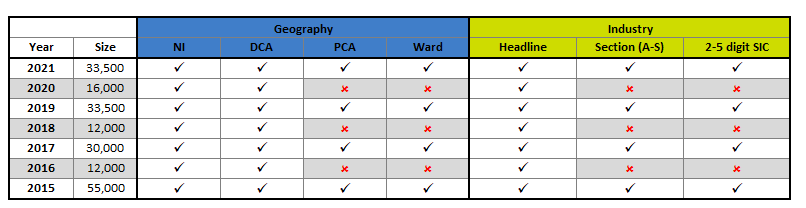 Geography Industry
Year Size NI DCA PCA Ward Headline Section (A-S) 2-5 digit SIC
2021 33,500 ✓ ✓ ✓ ✓ ✓ ✓ ✓
2020 16,000 ✓ ✓ × × ✓ × ×
2019 33,500 ✓ ✓ ✓ ✓ ✓ ✓ ✓
2018 12,000 ✓ ✓ × × ✓ × ×
2017 30,000 ✓ ✓ ✓ ✓ ✓ ✓ ✓
2016 12,000 ✓ ✓ × × ✓ × ×
2015 55,000 ✓ ✓ ✓ ✓ ✓ ✓ ✓